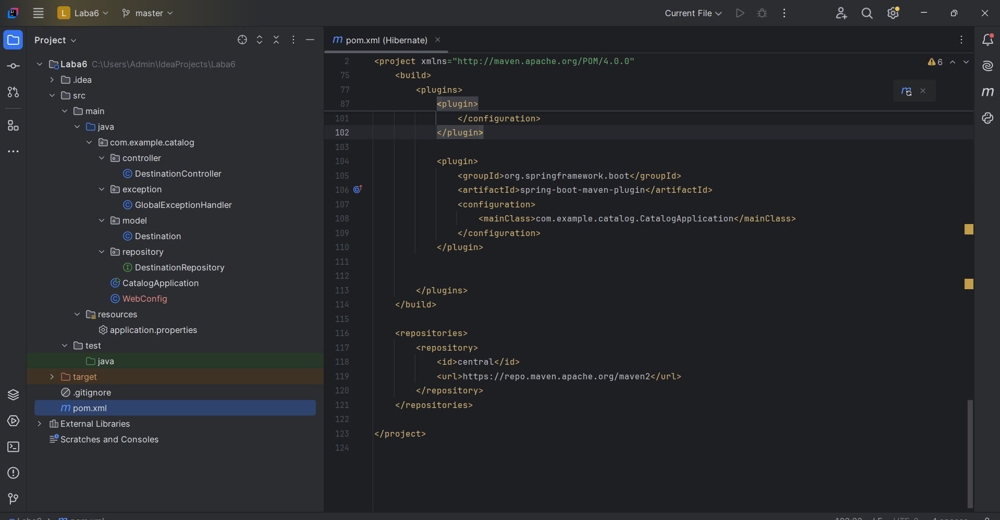 L Laba6 master Current File
Project
pom.xml (Hibernate)
Laba6 C:\Users\Admin\IdeaProjects\Laba6
.idea
src
main
java
com.example.catalog
controller
DestinationController
exception
GlobalExceptionHandler
model
Destination
repository
DestinationRepository
CatalogApplication
WebConfig
resources
application.properties
test
java
target
.gitignore
pom.xml
External Libraries
Scratches and Consoles
6
2 <project xmlns="http://maven.apache.org/POM/4.0.0"
75 <build>
77 <plugins>
87 <plugin>
101 </configuration>
102 </plugin>
103
104 <plugin>
105 <groupId>org.springframework.boot</groupId>
106 <artifactId>spring-boot-maven-plugin</artifactId>
107 <configuration>
108 <mainClass>com.example.catalog.CatalogApplication</mainClass>
109 </configuration>
110 </plugin>
111
112
113 </plugins>
114 </build>
115
116 <repositories>
117 <repository>
118 <id>central</id>
119 <url>https://repo.maven.apache.org/maven2</url>
120 </repository>
121 </repositories>
122
123 </project>
124